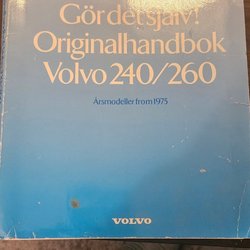 Gör det själv!
Originalhandbok
Volvo 240/260
Årsmodeller from 1975
VOLVO